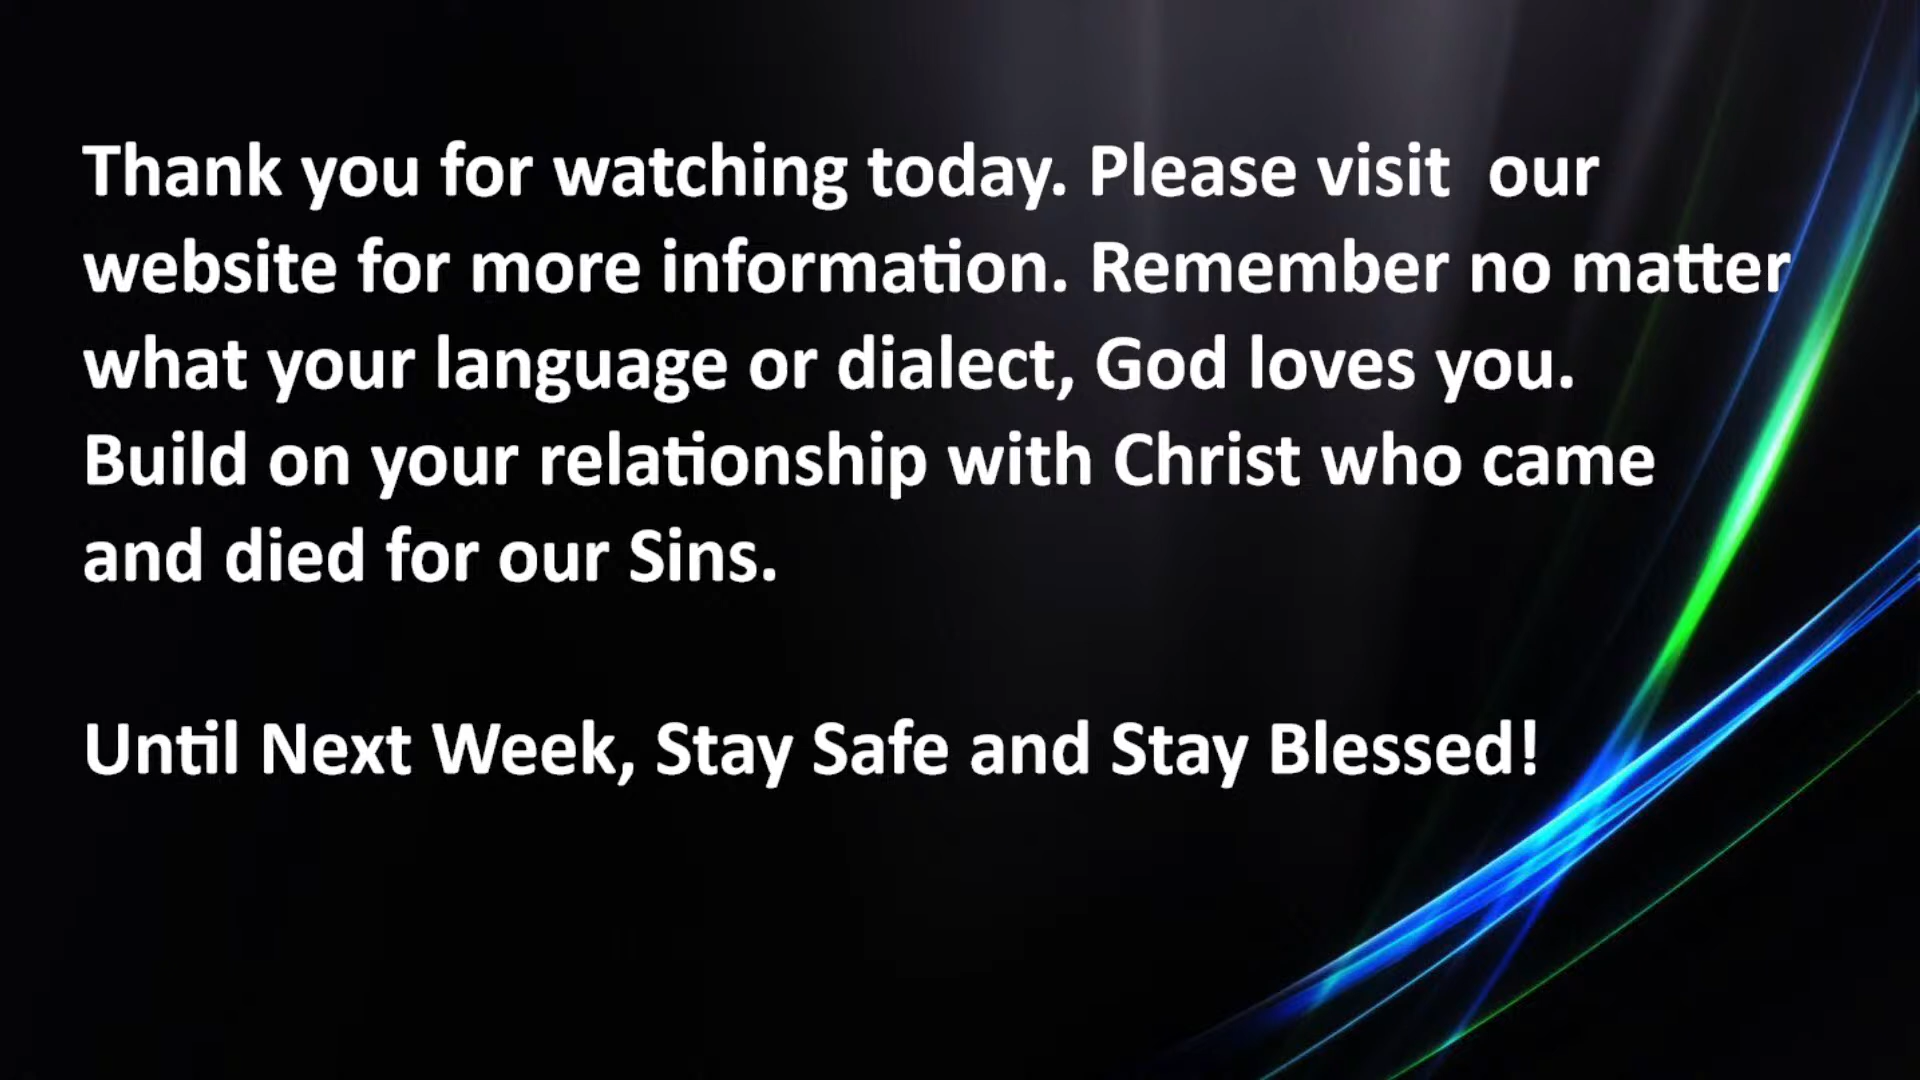 Thank you for watching today. Please visit  our
website for more information. Remember no matter
what your language or dialect, God loves you.
Build on your relationship with Christ who came
and died for our Sins.
Until Next Week, Stay Safe and Stay Blessed!